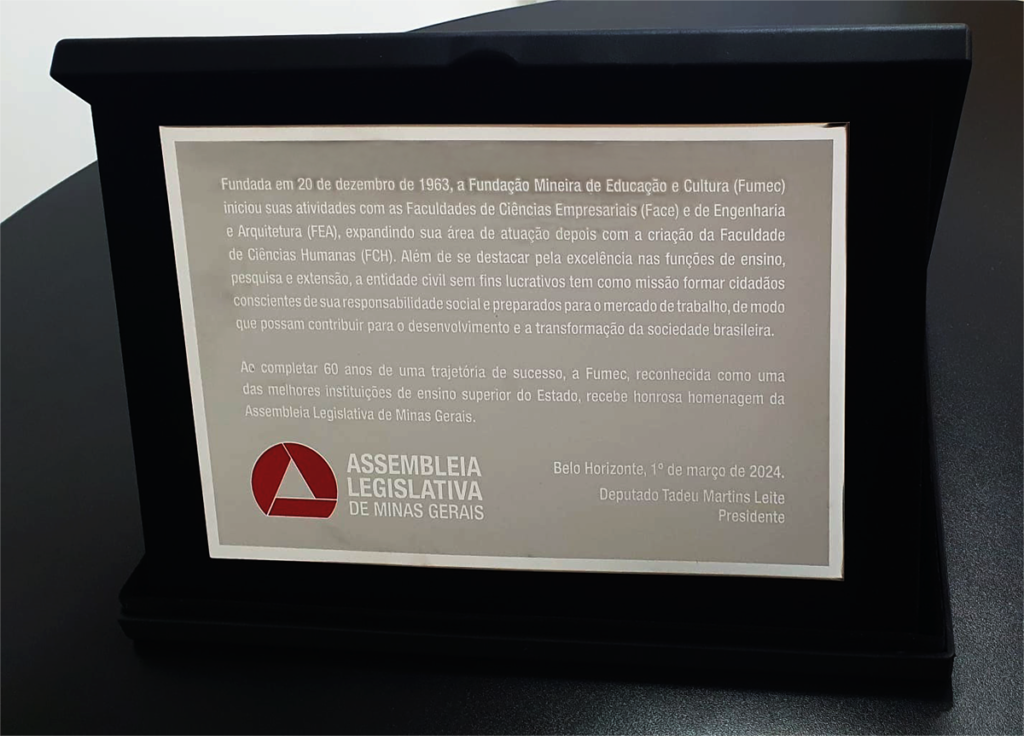 Fundada em 20 de dezembro de 1963, a Fundação Mineira de Educação e Cultura (Fumec)
iniciou suas atividades com as Faculdades de Ciências Empresariais (Face) e de Engenharia
e Arquitetura (FEA), expandindo sua área de atuação depois com a criação da Faculdade
de Ciências Humanas (FCH). Além de se destacar pela excelência nas funções de ensino,
pesquisa e extensão, a entidade civil sem fins lucrativos tem como missão formar cidadãos
conscientes de sua responsabilidade social e preparados para o mercado de trabalho, de modo
que possam contribuir para o desenvolvimento e a transformação da sociedade brasileira.
Ao completar 60 anos de uma trajetória de sucesso, a Fumec, reconhecida como uma
das melhores instituições de ensino superior do Estado, recebe honrosa homenagem da
Assembleia Legislativa de Minas Gerais.
ASSEMBLEIA
LEGISLATIVA
DE MINAS GERAIS
Belo Horizonte, 1º de março de 2024.
Deputado Tadeu Martins Leite
Presidente